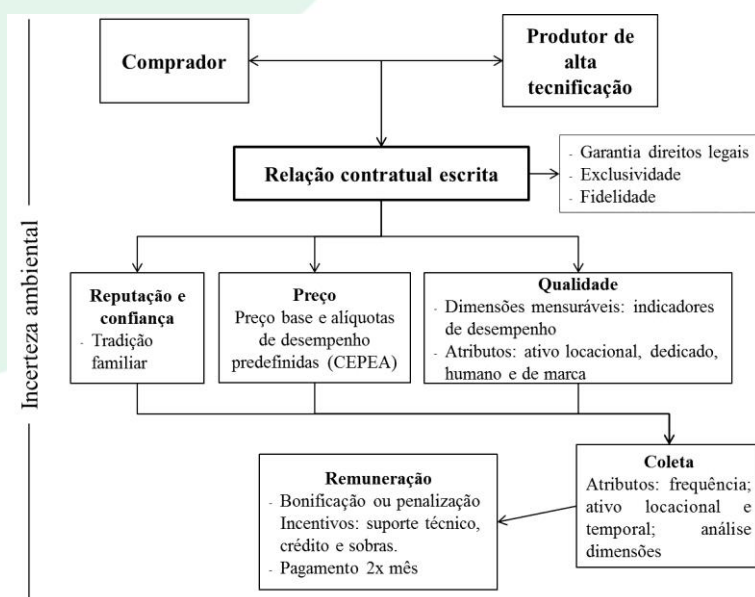 Incerteza ambiental
Comprador
Produtor de
alta
tecnificação
Relação contratual escrita
- Garantia direitos legais
- Exclusividade
- Fidelidade
Reputação e
confiança
- Tradição
familiar
Preço
Preço base e alíquotas
de desempenho
predefinidas (CEPEA)
Qualidade
- Dimensões mensuráveis: indicadores
de desempenho
- Atributos: ativo locacional, dedicado,
humano e de marca
Remuneração
- Bonificação ou penalização
Incentivos: suporte técnico,
crédito e sobras.
- Pagamento 2x mês
Coleta
Atributos: frequência;
ativo locacional e
temporal; análise
dimensões